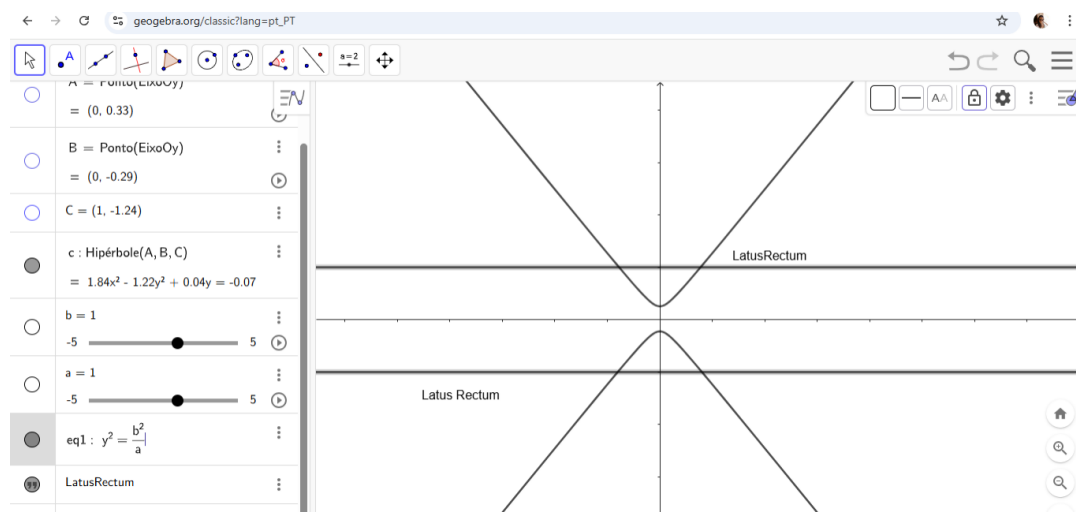 geogebra.org/classic?lang=pt_PT
a=2
A = Ponto(EixoOy)
= (0, 0.33)
AA
B = Ponto(EixoOy)
= (0, -0.29)
C = (1, -1.24)
c : Hipérbole(A, B, C)
= 1.84x² - 1.22y² + 0.04y = -0.07
b = 1
-5 5
a = 1
-5 5
eq1 : y² = b²/a
LatusRectum
LatusRectum
Latus Rectum